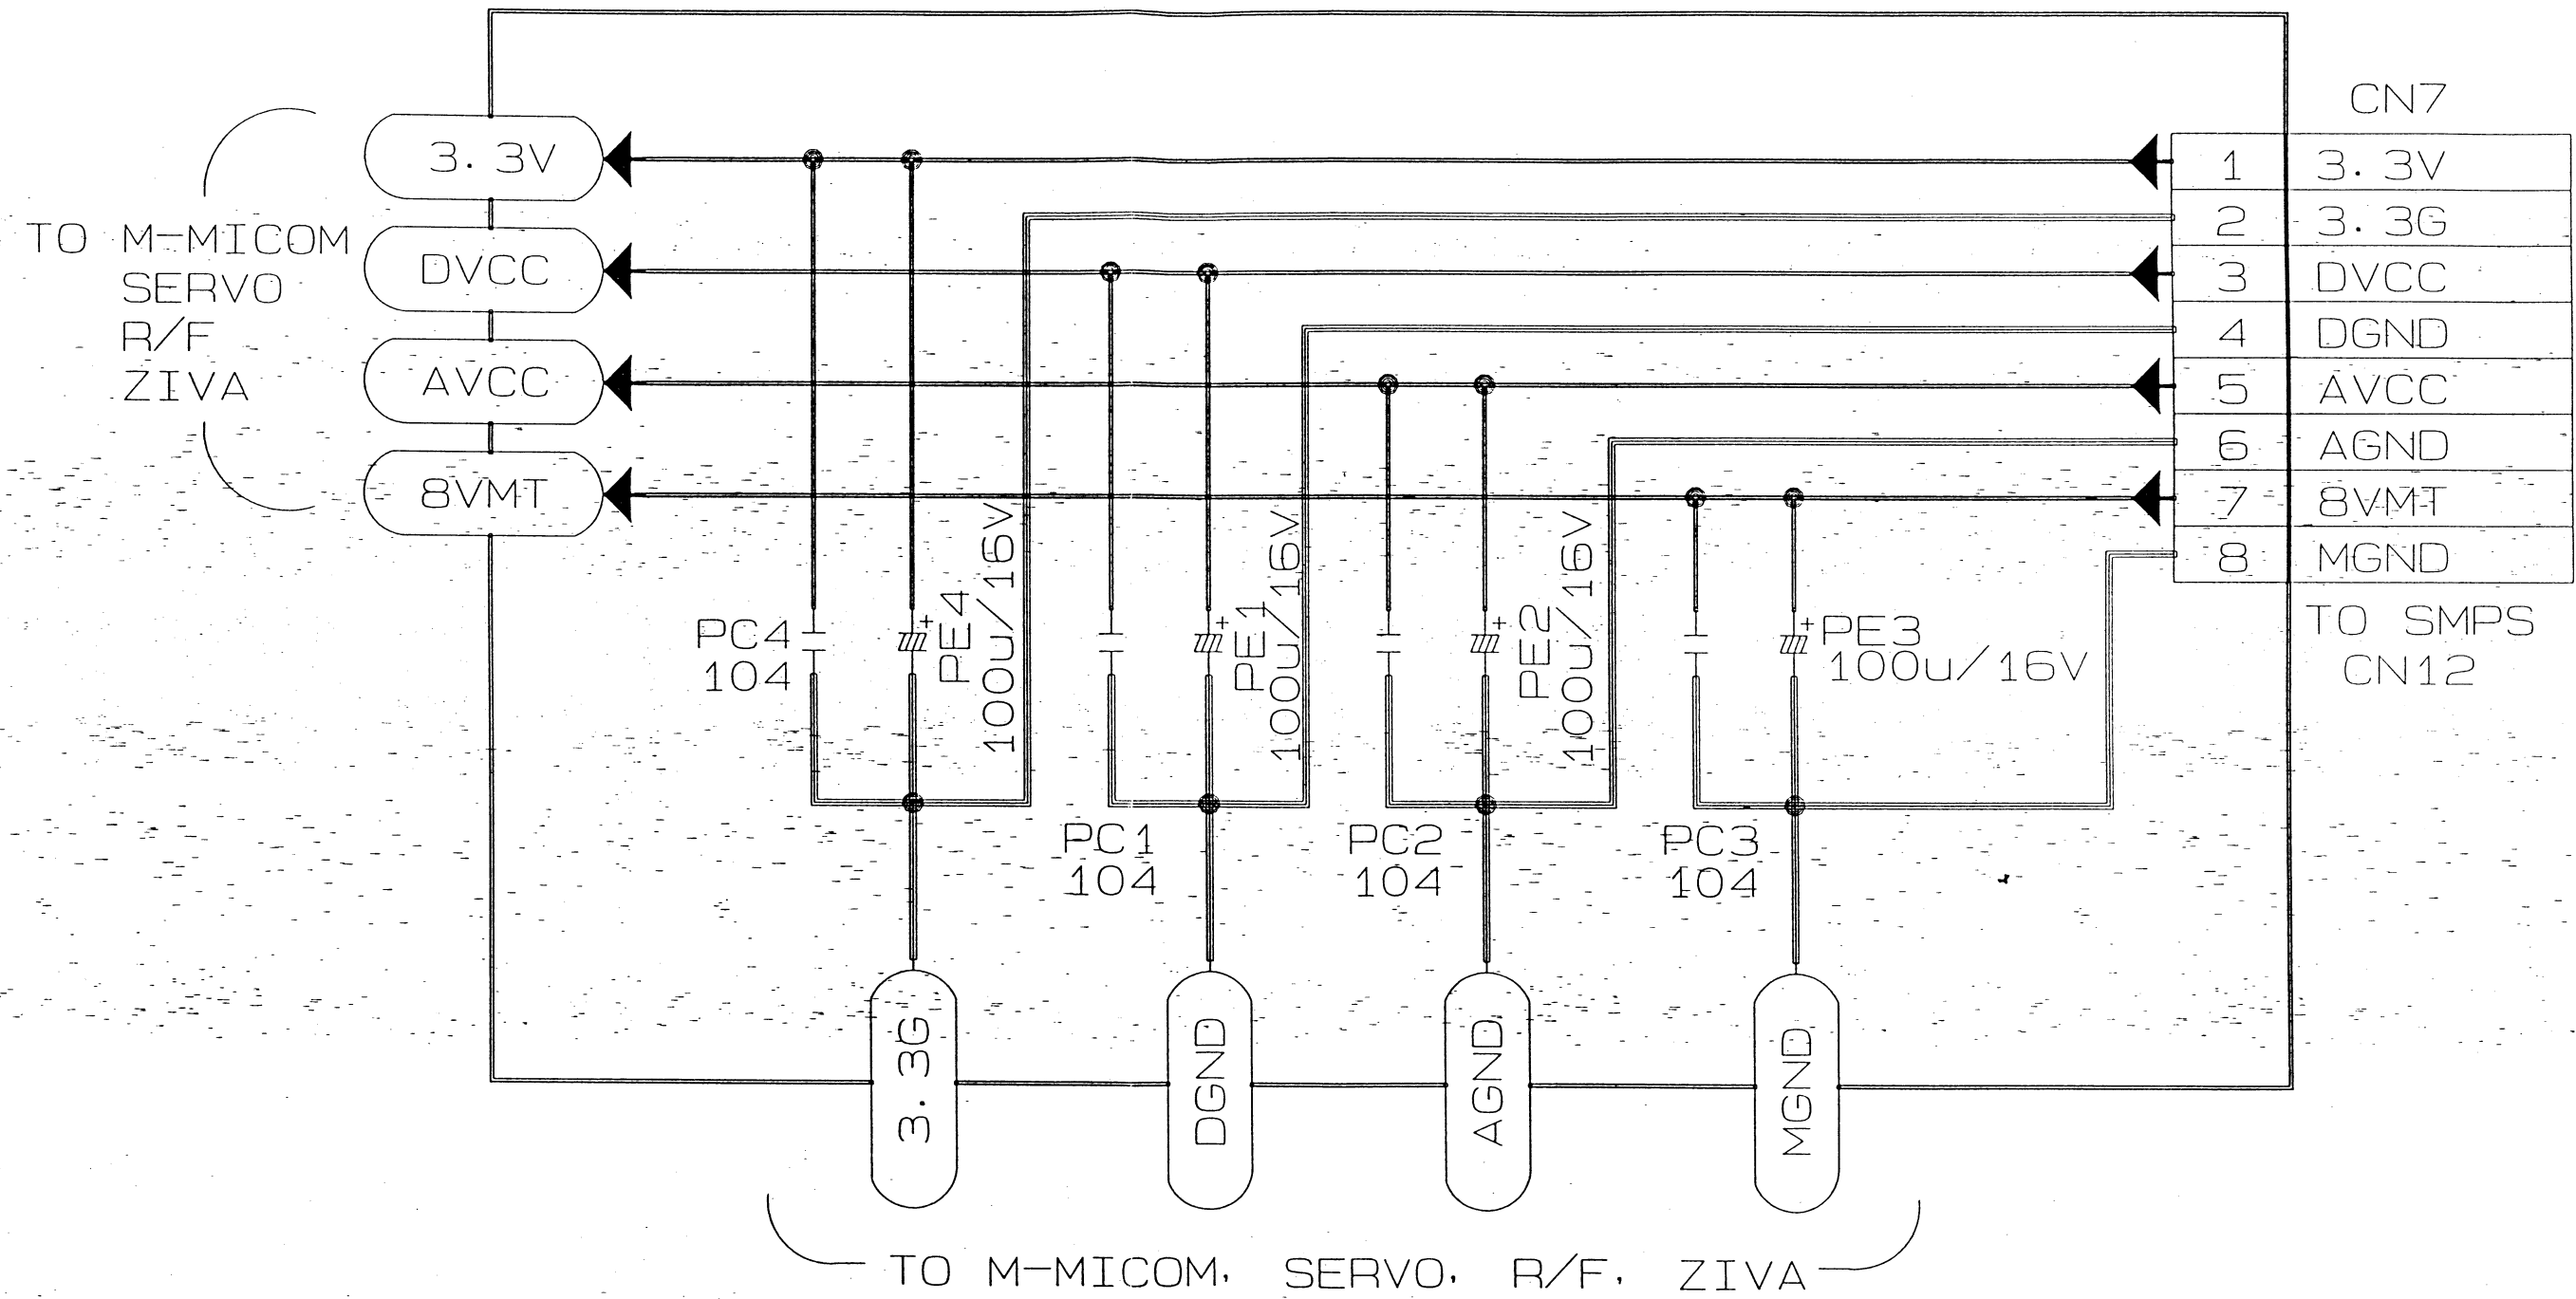 CN7
1 3.3V
2 3.3G
3 DVCC
4 DGND
5 AVCC
6 AGND
7 8VMT
8 MGND
TO SMPS
CN12
3.3V
DVCC
AVCC
8VMT
TO M-MICOM
SERVO
R/F
ZIVA
PC4
104
+
PE4
100u/16V
+
PE1
100u/16V
+
PE2
100u/16V
+
PE3
100u/16V
PC1
104
PC2
104
PC3
104
3.3G
DGND
AGND
MGND
TO M-MICOM, SERVO, R/F, ZIVA